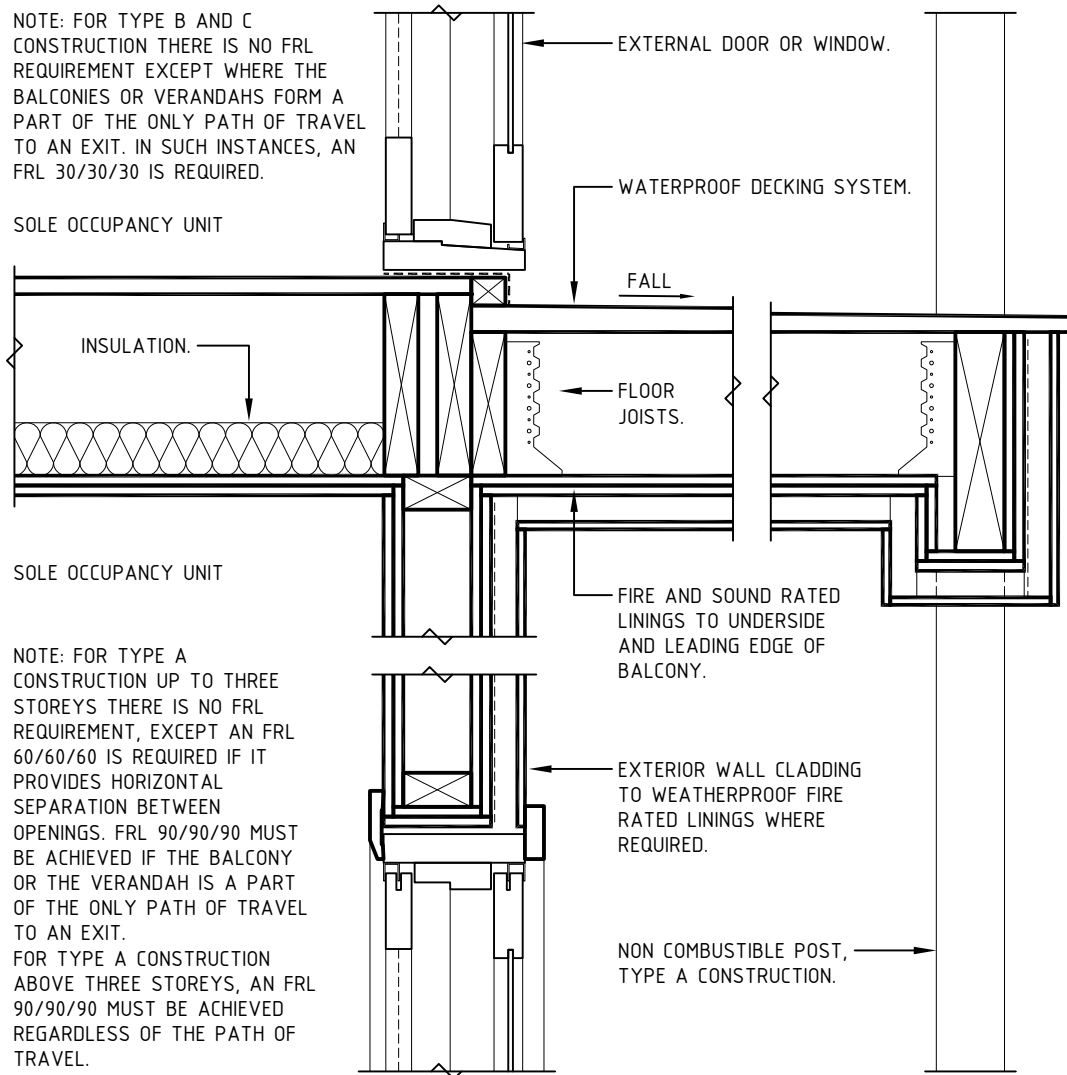 NOTE: FOR TYPE B AND C
CONSTRUCTION THERE IS NO FRL
REQUIREMENT EXCEPT WHERE THE
BALCONIES OR VERANDAHS FORM A
PART OF THE ONLY PATH OF TRAVEL
TO AN EXIT. IN SUCH INSTANCES, AN
FRL 30/30/30 IS REQUIRED.
EXTERNAL DOOR OR WINDOW.
WATERPROOF DECKING SYSTEM.
SOLE OCCUPANCY UNIT
FALL
INSULATION.
FLOOR
JOISTS.
SOLE OCCUPANCY UNIT
FIRE AND SOUND RATED
LININGS TO UNDERSIDE
AND LEADING EDGE OF
BALCONY.
NOTE: FOR TYPE A
CONSTRUCTION UP TO THREE
STOREYS THERE IS NO FRL
REQUIREMENT, EXCEPT AN FRL
60/60/60 IS REQUIRED IF IT
PROVIDES HORIZONTAL
SEPARATION BETWEEN
OPENINGS. FRL 90/90/90 MUST
BE ACHIEVED IF THE BALCONY
OR THE VERANDAH IS A PART
OF THE ONLY PATH OF TRAVEL
TO AN EXIT.
FOR TYPE A CONSTRUCTION
ABOVE THREE STOREYS, AN FRL
90/90/90 MUST BE ACHIEVED
REGARDLESS OF THE PATH OF
TRAVEL.
EXTERIOR WALL CLADDING
TO WEATHERPROOF FIRE
RATED LININGS WHERE
REQUIRED.
NON COMBUSTIBLE POST,
TYPE A CONSTRUCTION.